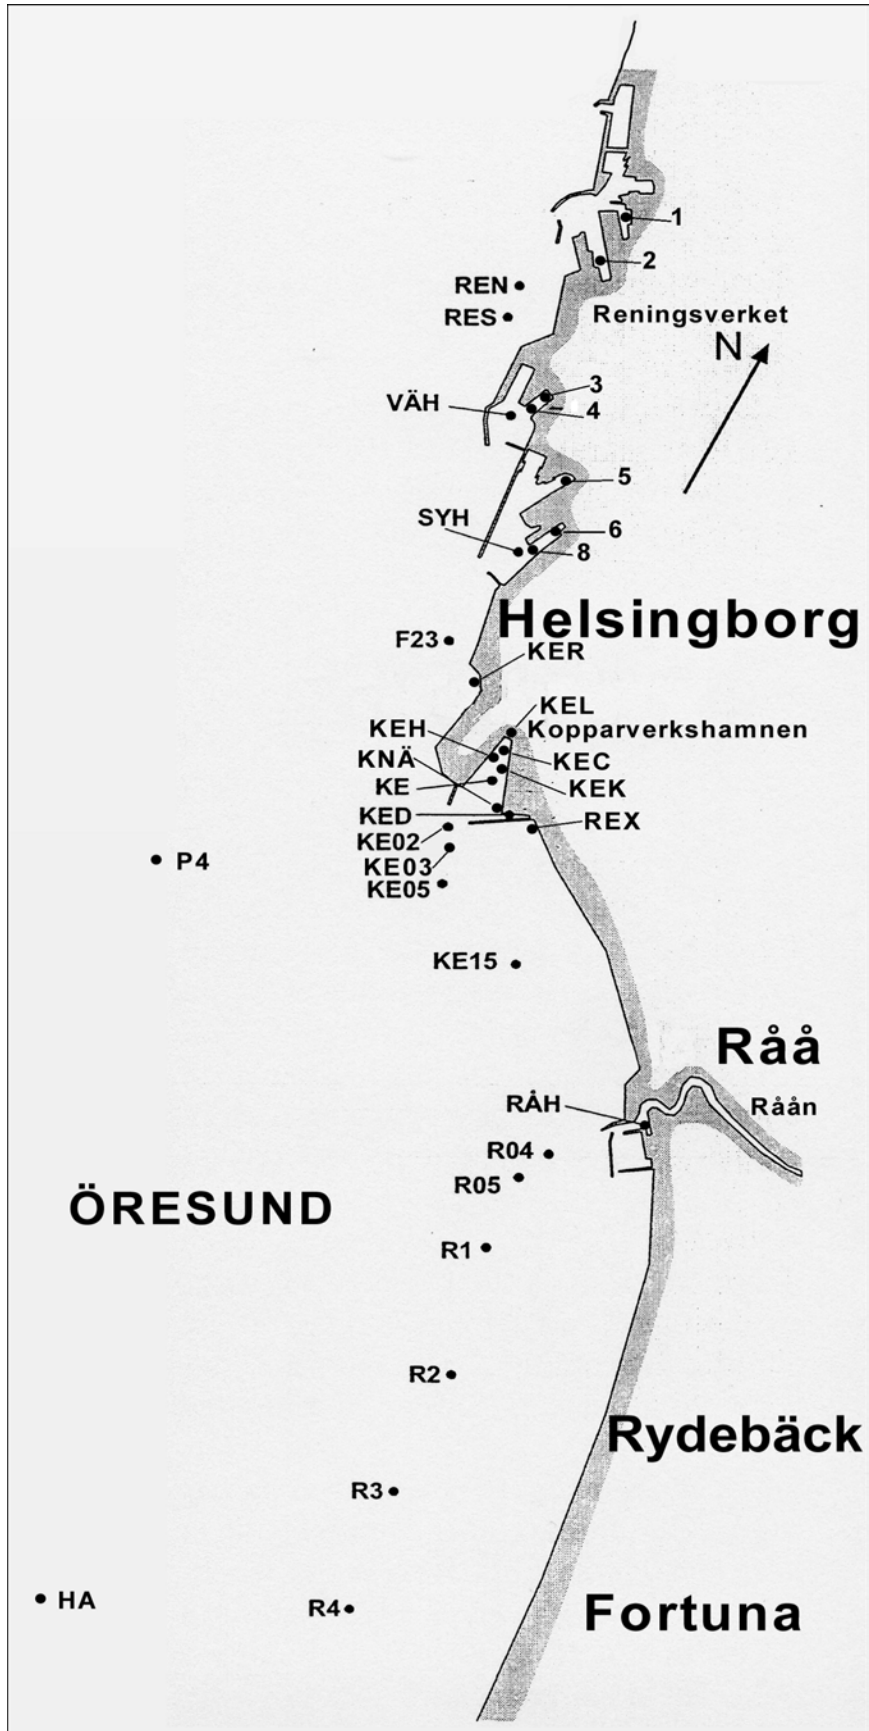 1
2
REN
RES
Reningsverket
N
3
VÄH
4
5
SYH
6
8
Helsingborg
F23
KER
KEL
KEH
Kopparverkshamnen
KNÄ
KEC
KE
KEK
KED
REX
KE02
P4
KE03
KE05
KE15
Råå
RÅH
Råån
R04
R05
ÖRESUND
R1
R2
Rydebäck
R3
HA
R4
Fortuna